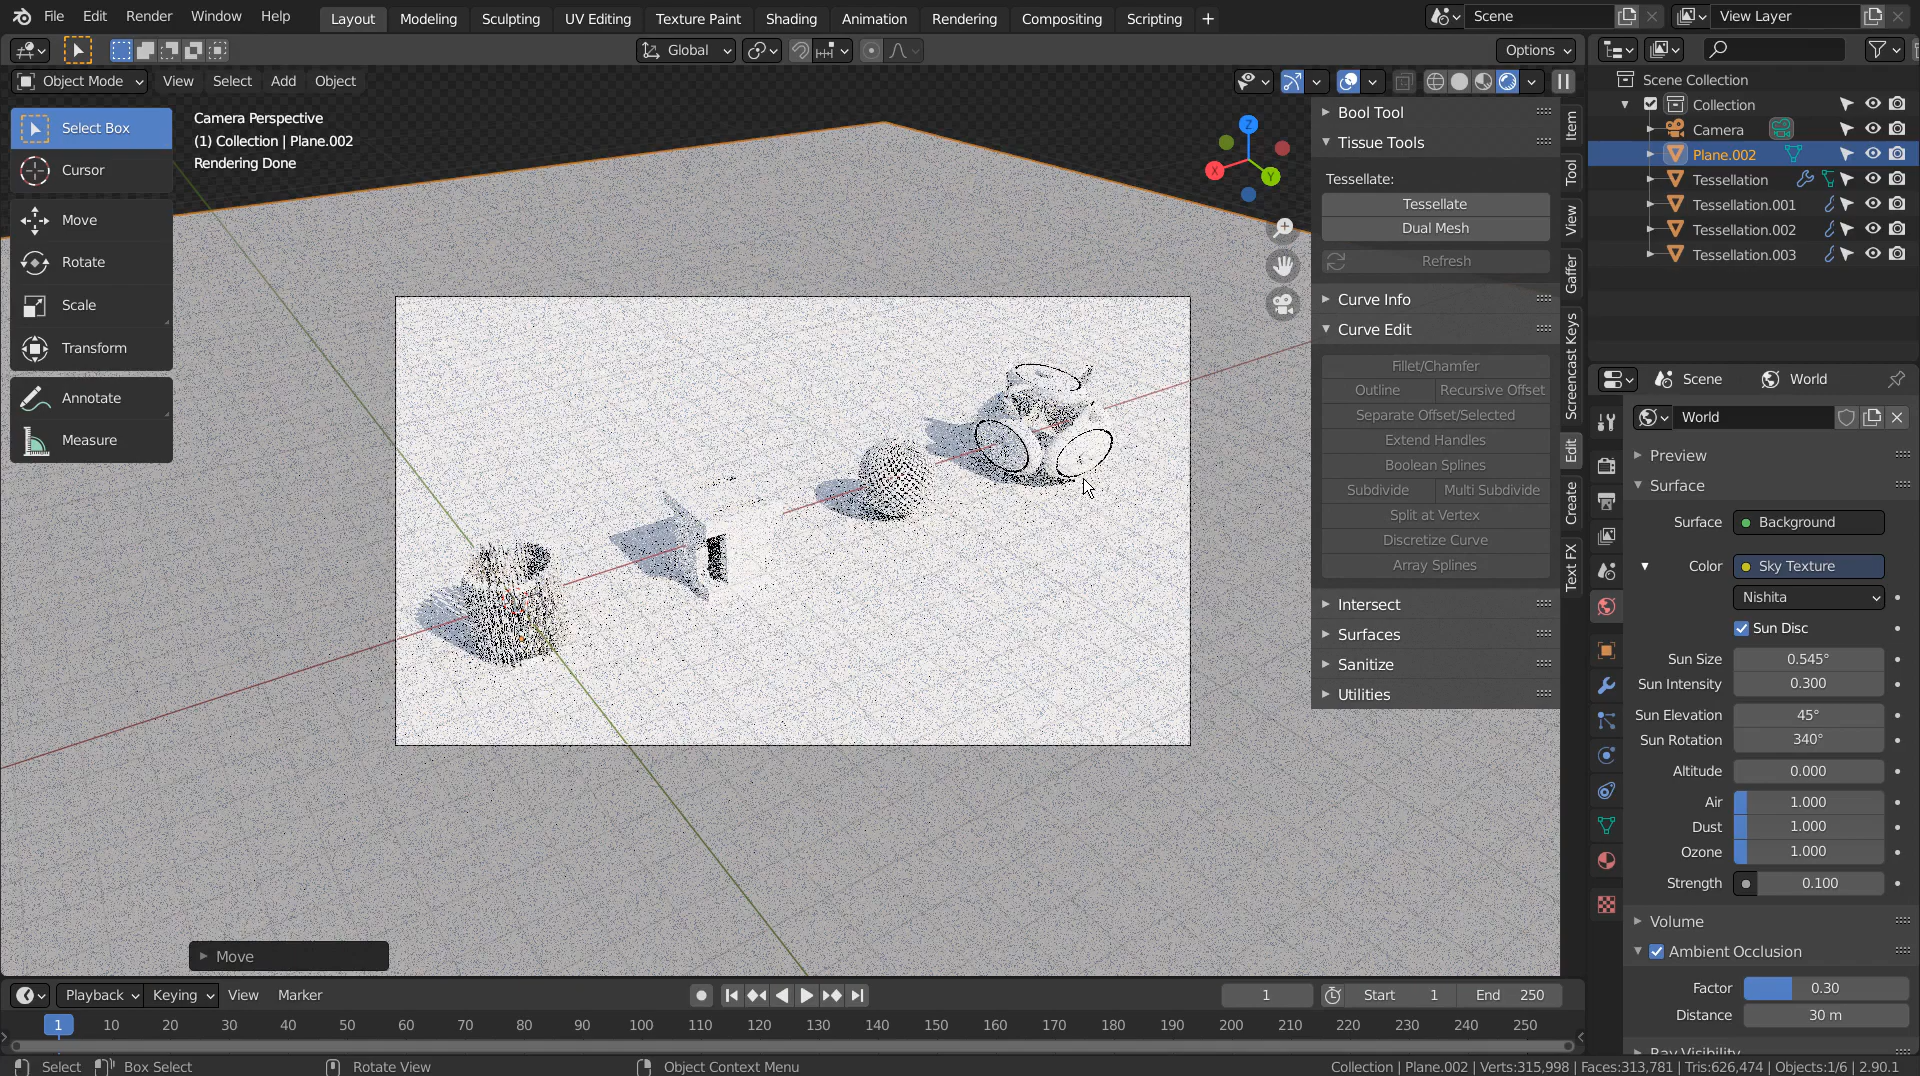 File Edit Render Window Help Layout Modeling Sculpting UV Editing Texture Paint Shading Animation Rendering Compositing Scripting + Scene View Layer
Global Options
Object Mode View Select Add Object
Select Box
Cursor
Move
Rotate
Scale
Transform
Annotate
Measure
Camera Perspective
(1) Collection | Plane.002
Rendering Done
Z
X
Y
Bool Tool
Tissue Tools
Tessellate:
Tessellate
Dual Mesh
Refresh
Curve Info
Curve Edit
Fillet/Chamfer
Outline Recursive Offset
Separate Offset/Selected
Extend Handles
Boolean Splines
Subdivide Multi Subdivide
Split at Vertex
Discretize Curve
Array Splines
Intersect
Surfaces
Sanitize
Utilities
Item
Tool
View
Gaffer
Screencast Keys
Edit
Create
Text FX
Scene Collection
Collection
Camera
Plane.002
Tessellation
Tessellation.001
Tessellation.002
Tessellation.003
Scene World
World
Preview
Surface
Surface Background
Color Sky Texture
Nishita
Sun Disc
Sun Size 0.545°
Sun Intensity 0.300
Sun Elevation 45°
Sun Rotation 340°
Altitude 0.000
Air 1.000
Dust 1.000
Ozone 1.000
Strength 0.100
Volume
Ambient Occlusion
Factor 0.30
Distance 30 m
Ray Visibility
Move
Playback Keying View Marker 1 Start 1 End 250
1 10 20 30 40 50 60 70 80 90 100 110 120 130 140 150 160 170 180 190 200 210 220 230 240 250
Select Box Select Rotate View Object Context Menu Collection | Plane.002 | Verts:315,998 | Faces:313,781 | Tris:626,474 | Objects:1/6 | 2.90.1